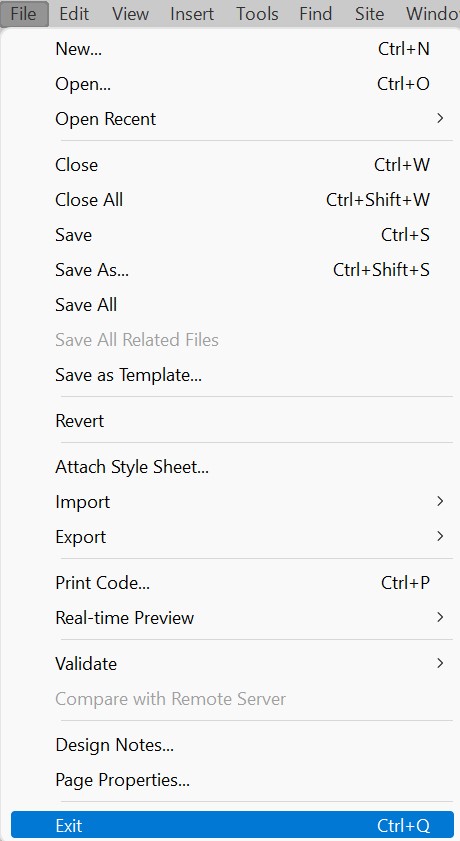 File Edit View Insert Tools Find Site Windo
New... Ctrl+N
Open... Ctrl+O
Open Recent
Close Ctrl+W
Close All Ctrl+Shift+W
Save Ctrl+S
Save As... Ctrl+Shift+S
Save All
Save All Related Files
Save as Template...
Revert
Attach Style Sheet...
Import
Export
Print Code... Ctrl+P
Real-time Preview
Validate
Compare with Remote Server
Design Notes...
Page Properties...
Exit Ctrl+Q